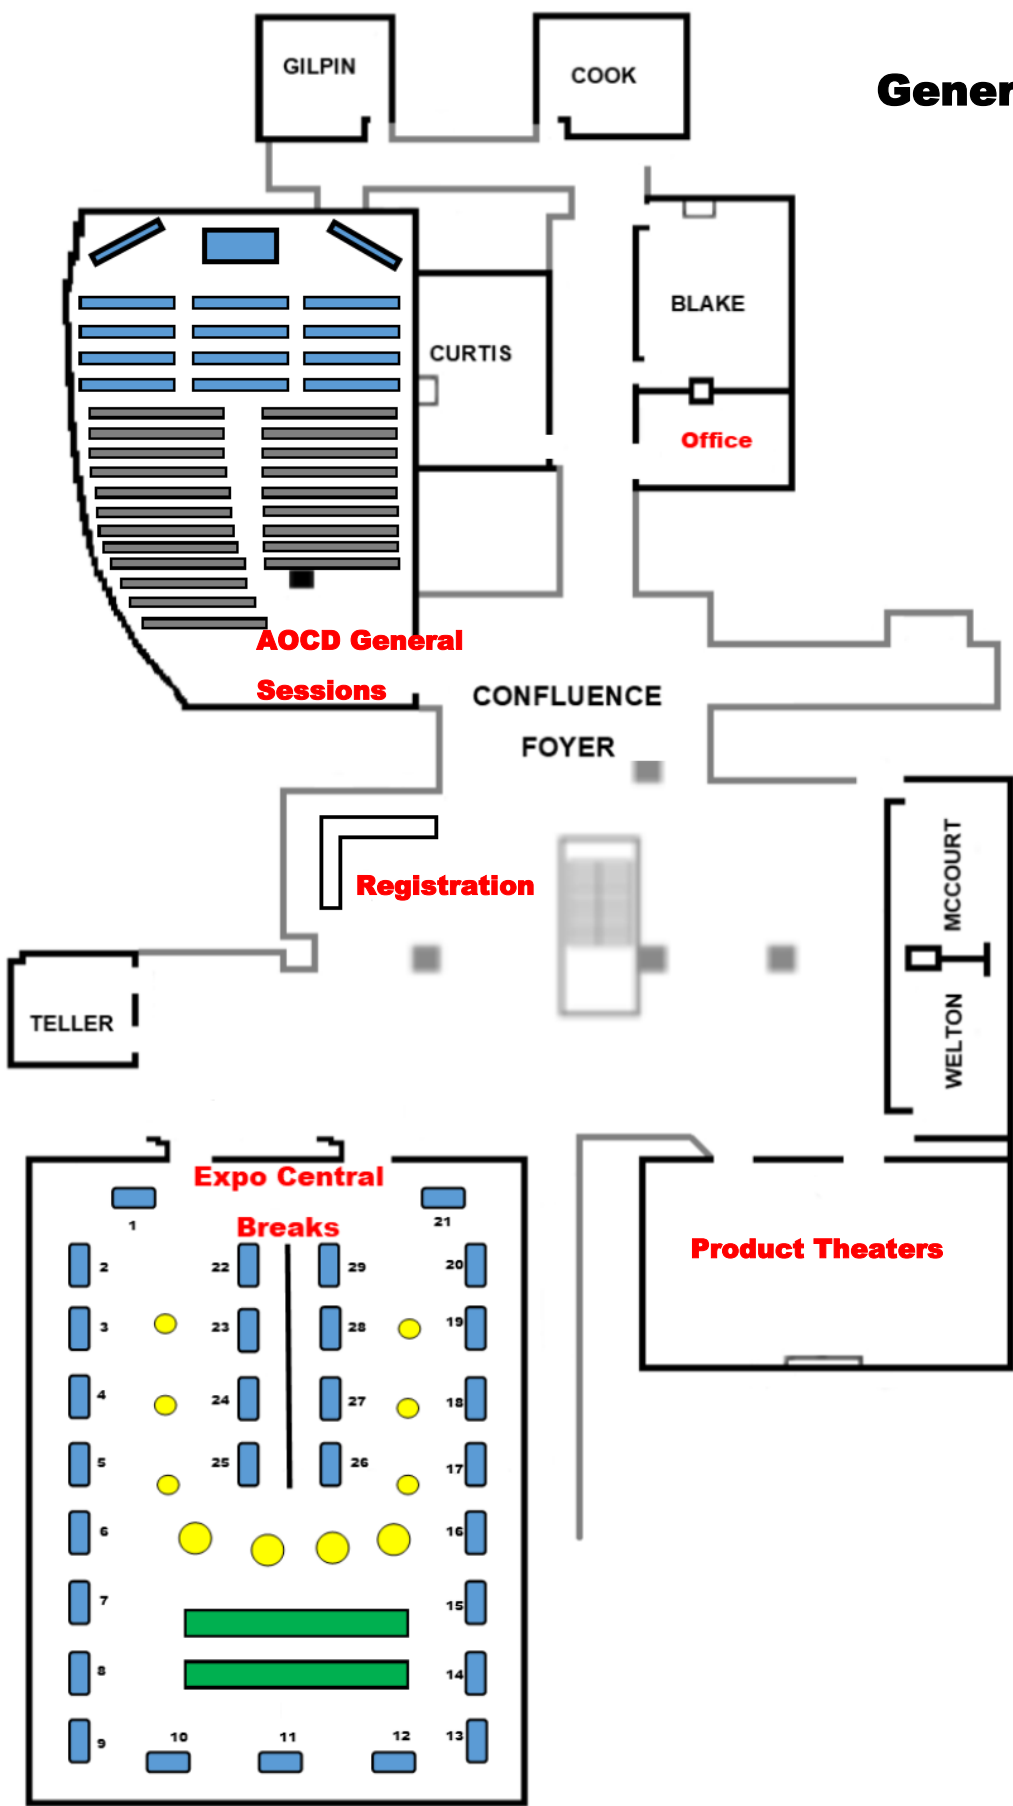 GILPIN
COOK
Gener
BLAKE
CURTIS
Office
AOCD General
Sessions
CONFLUENCE
FOYER
MCCOURT
Registration
WELTON
TELLER
Expo Central
Breaks
1
21
Product Theaters
2
22
29
20
3
23
28
19
4
24
27
18
5
25
26
17
6
16
7
15
8
14
9
10
11
12
13